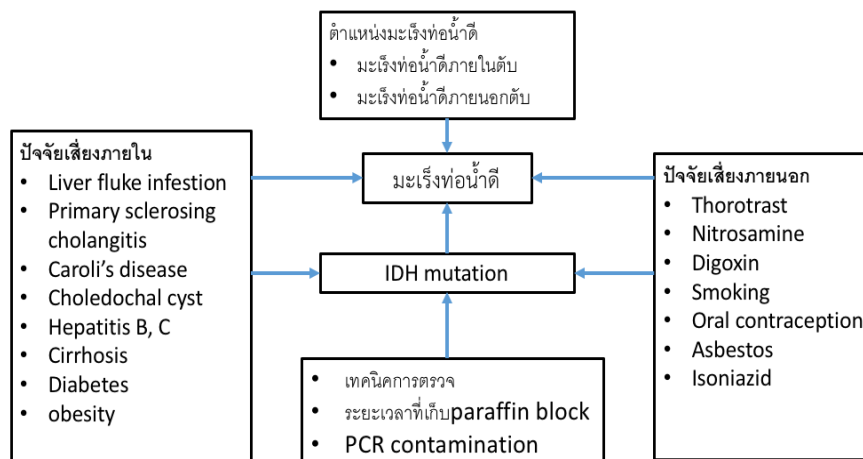 ตำแหน่งมะเร็งท่อน้ำดี
• มะเร็งท่อน้ำดีภายในตับ
• มะเร็งท่อน้ำดีภายนอกตับ
ปัจจัยเสี่ยงภายใน
• Liver fluke infestion
• Primary sclerosing
cholangitis
• Caroli's disease
• Choledochal cyst
• Hepatitis B, C
• Cirrhosis
• Diabetes
• obesity
มะเร็งท่อน้ำดี
IDH mutation
• เทคนิคการตรวจ
• ระยะเวลาที่เก็บparaffin block
• PCR contamination
ปัจจัยเสี่ยงภายนอก
• Thorotrast
• Nitrosamine
• Digoxin
• Smoking
• Oral contraception
• Asbestos
• Isoniazid